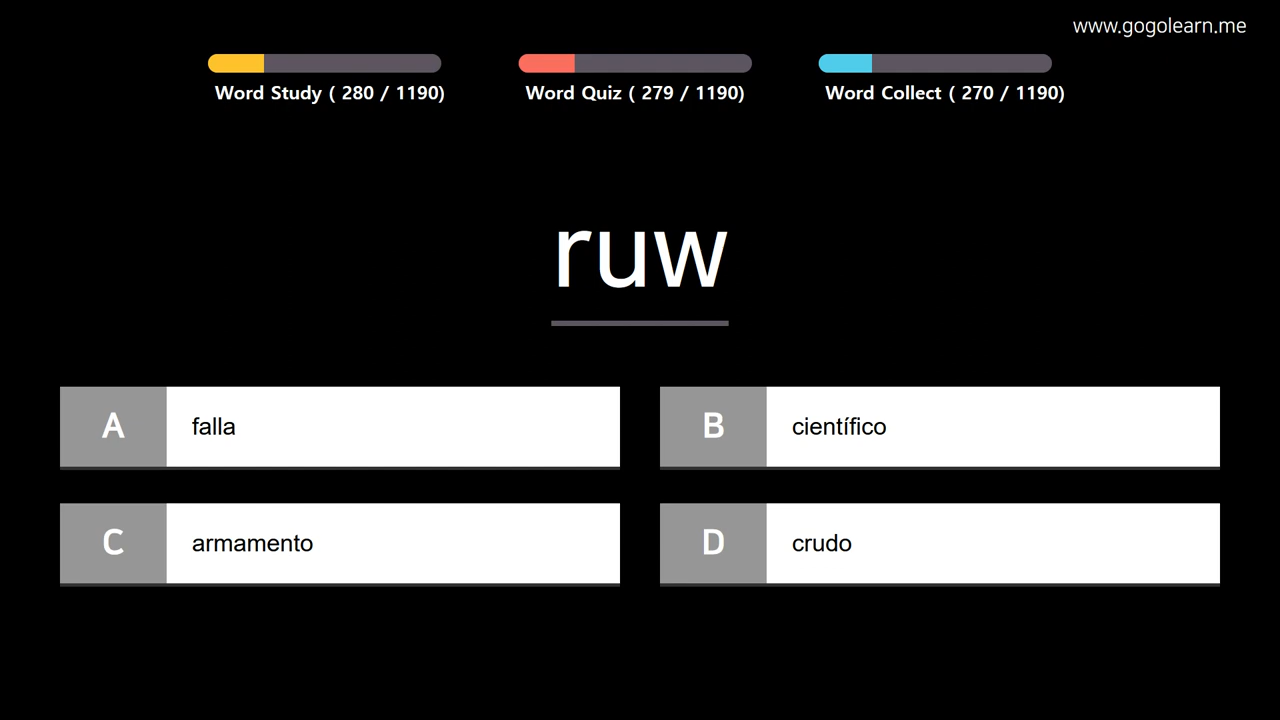 www.gogolearn.me
Word Study ( 280 / 1190)
Word Quiz ( 279 / 1190)
Word Collect ( 270 / 1190)
ruw
A falla
B científico
C armamento
D crudo